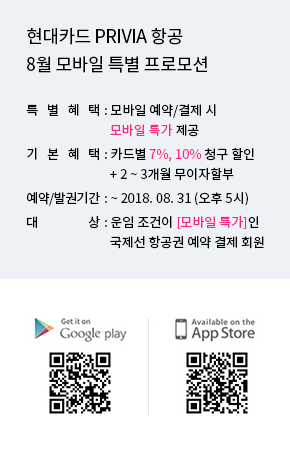 현대카드 PRIVIA 항공
8월 모바일 특별 프로모션
특 별 혜 택 : 모바일 예약/결제 시
모바일 특가 제공
기 본 혜 택 : 카드별 7%, 10% 청구 할인
+ 2 ~ 3개월 무이자할부
예약/발권기간 : ~ 2018. 08. 31 (오후 5시)
대 상 : 운임 조건이 [모바일 특가]인
국제선 항공권 예약 결제 회원
Get it on
Google play
Available on the
App Store